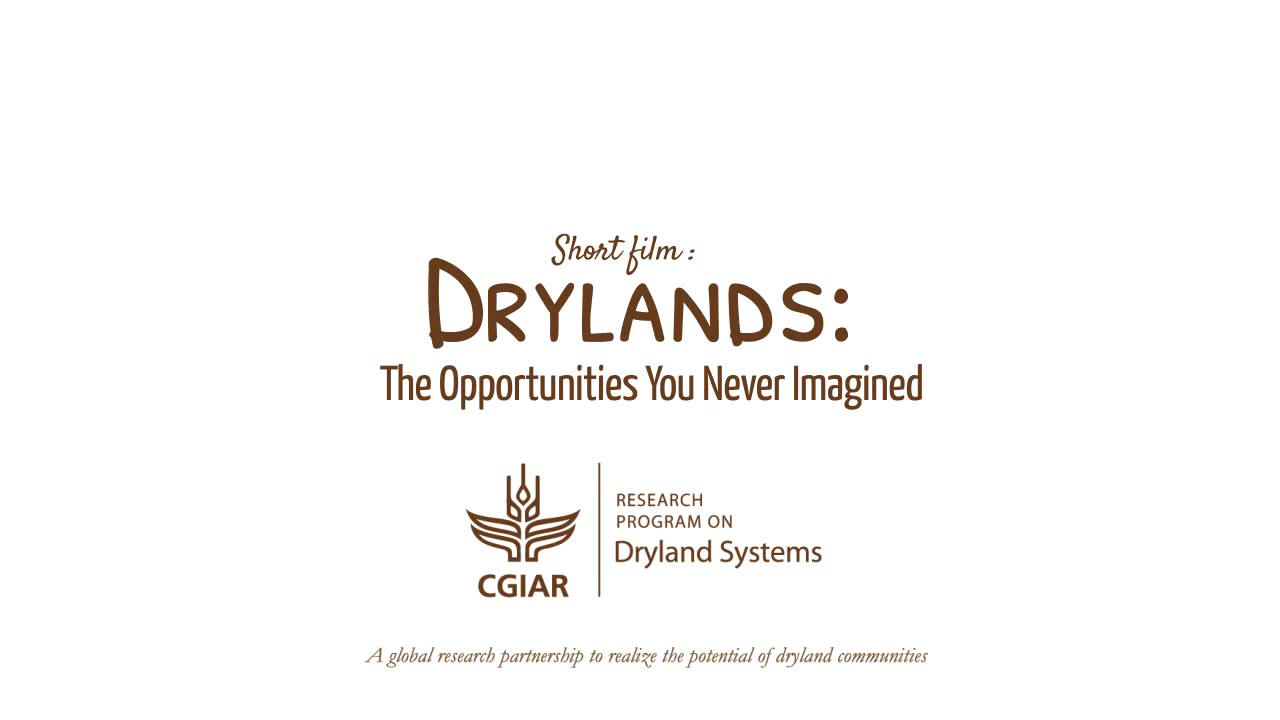 Short film :
DRYLANDS:
The Opportunities You Never Imagined
RESEARCH
PROGRAM ON
Dryland Systems
CGIAR
A global research partnership to realize the potential of dryland communities